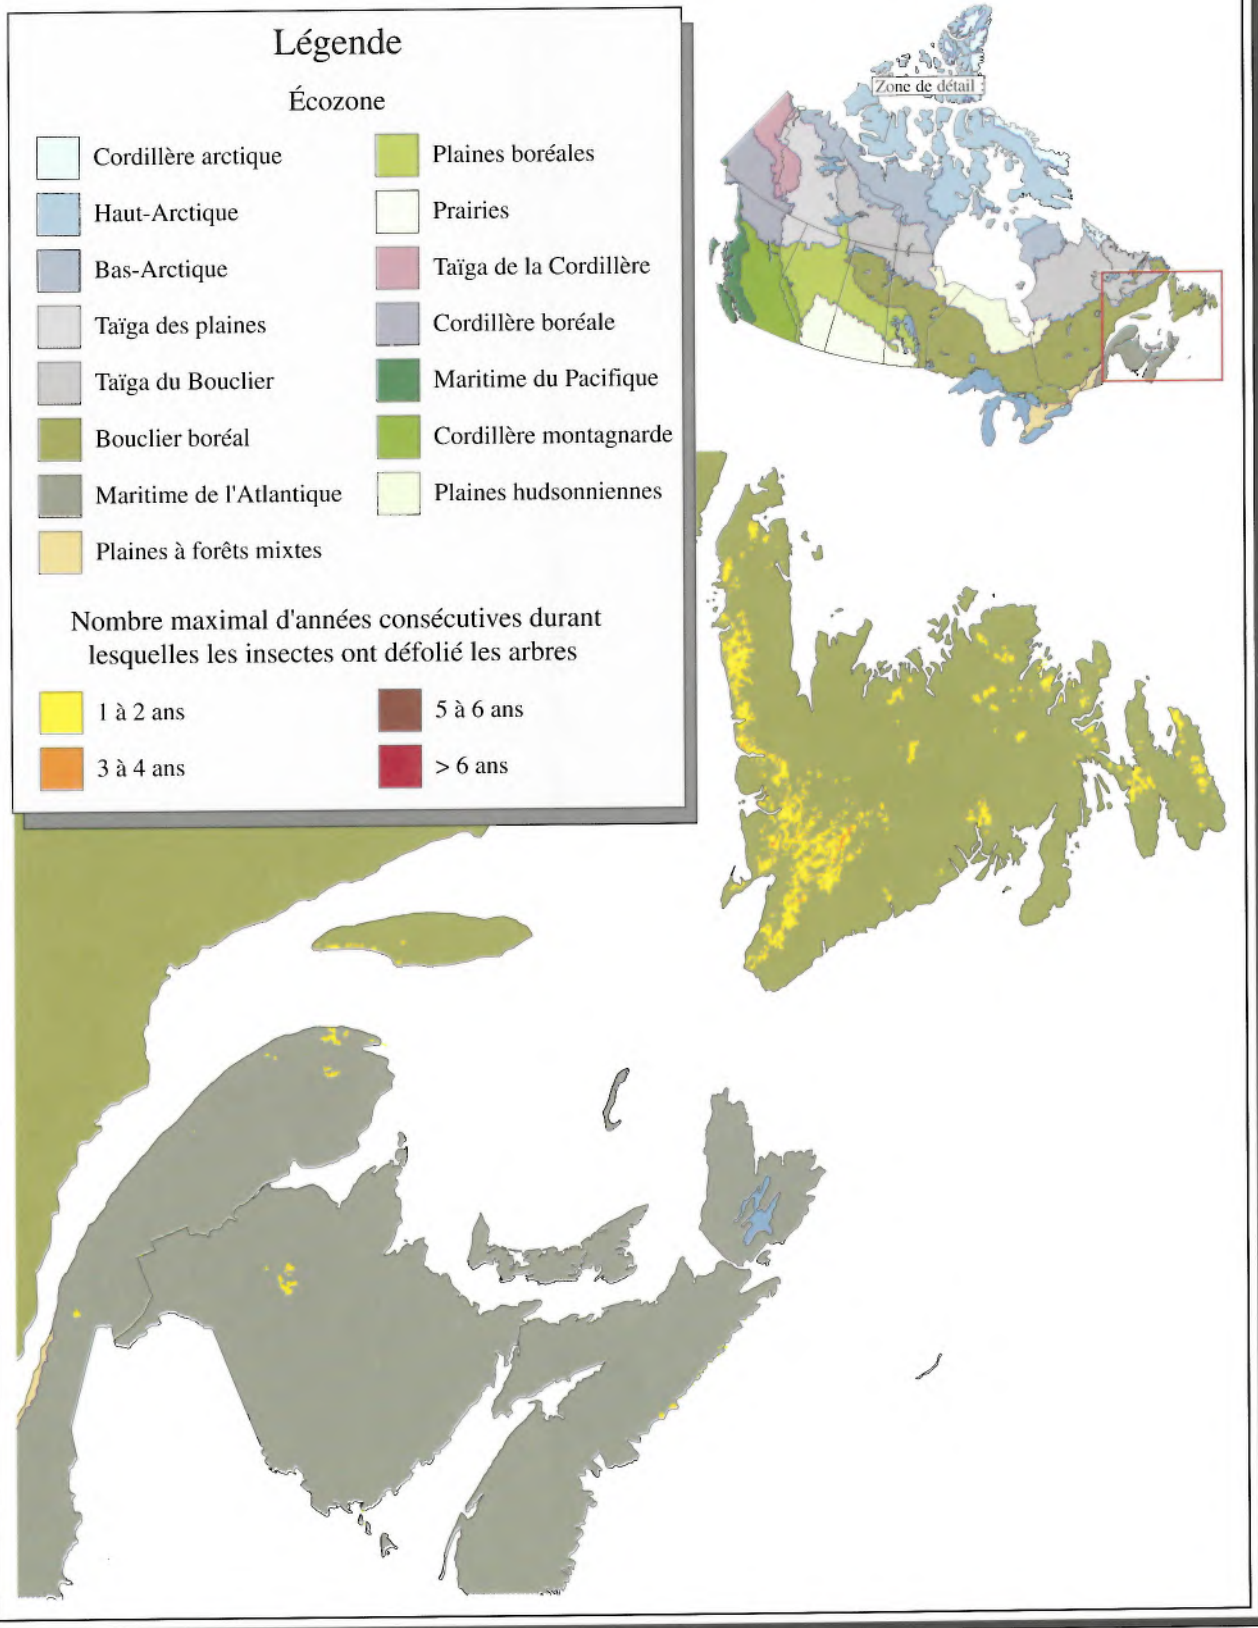 Légende
Écozone
Cordillère arctique
Haut-Arctique
Bas-Arctique
Taïga des plaines
Taïga du Bouclier
Bouclier boréal
Maritime de l'Atlantique
Plaines à forêts mixtes
Plaines boréales
Prairies
Taïga de la Cordillère
Cordillère boréale
Maritime du Pacifique
Cordillère montagnarde
Plaines hudsonniennes
Nombre maximal d'années consécutives durant
lesquelles les insectes ont défolié les arbres
1 à 2 ans
3 à 4 ans
5 à 6 ans
> 6 ans
Zone de détail :